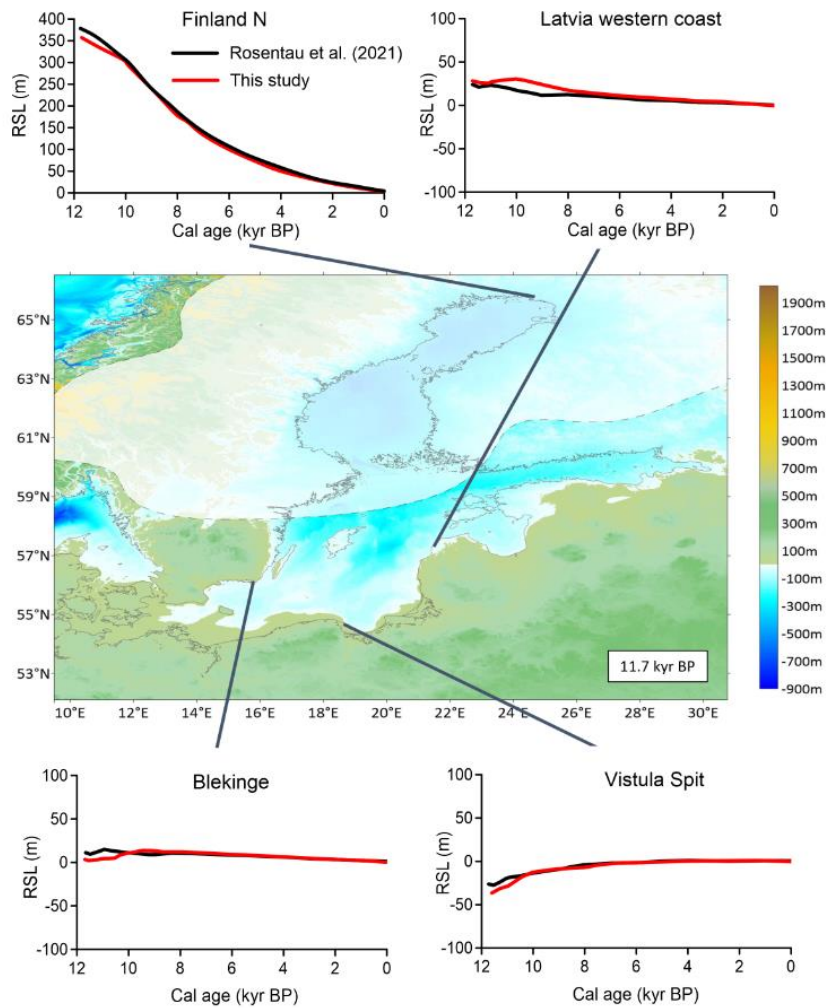 Finland N
RSL (m)
400
350
300
250
200
150
100
50
0
12 10 8 6 4 2 0
Cal age (kyr BP)
Rosentau et al. (2021)
This study
Latvia western coast
RSL (m)
100
50
0
-50
-100
12 10 8 6 4 2 0
Cal age (kyr BP)
65°N
63°N
61°N
59°N
57°N
55°N
53°N
10°E 12°E 14°E 16°E 18°E 20°E 22°E 24°E 26°E 28°E 30°E
11.7 kyr BP
1900m
1700m
1500m
1300m
1100m
900m
700m
500m
300m
100m
-100m
-300m
-500m
-700m
-900m
Blekinge
RSL (m)
100
50
0
-50
-100
12 10 8 6 4 2 0
Cal age (kyr BP)
Vistula Spit
RSL (m)
100
50
0
-50
-100
12 10 8 6 4 2 0
Cal age (kyr BP)